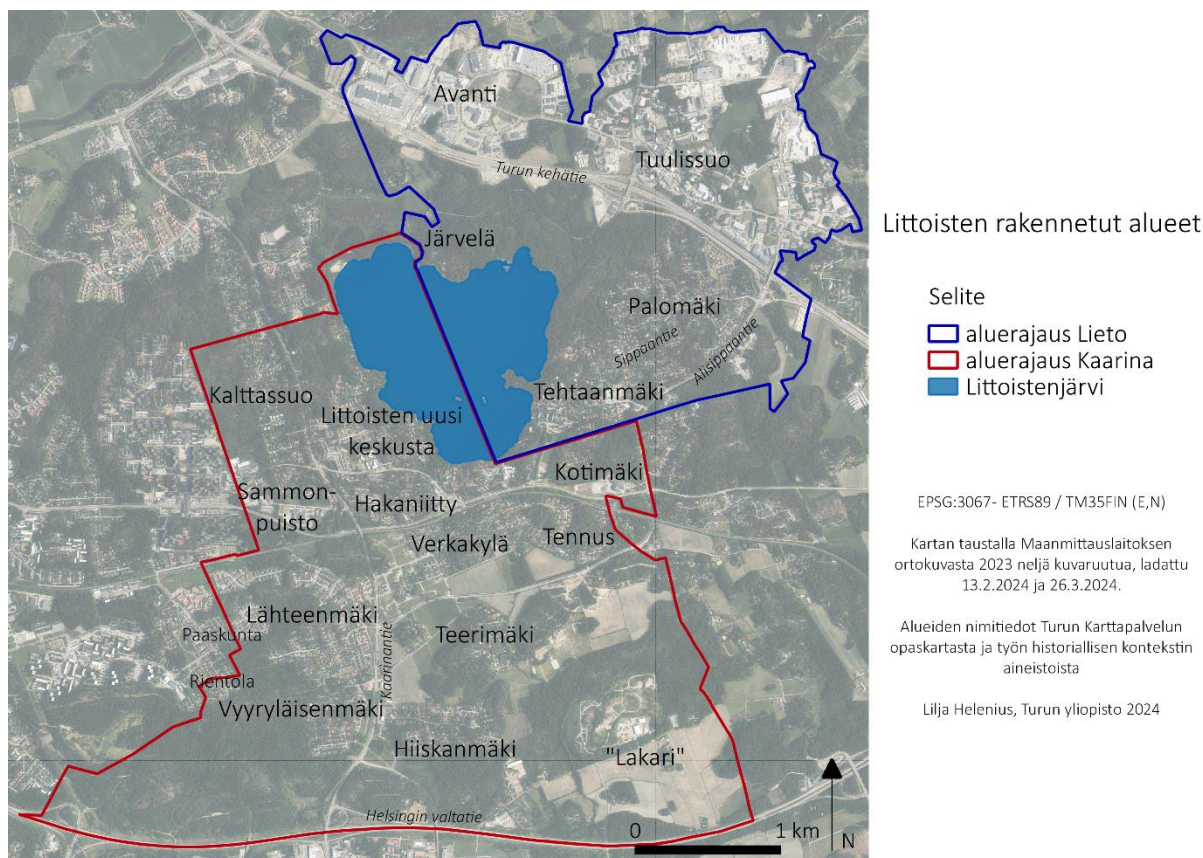 Avanti
Tuulissuo
Turun kehätie
Järvelä
Palomäki
Sippaantie
Alisippaantie
Tehtaanmäki
Kalttassuo
Littoisten uusi
keskusta
Kotimäki
Sammon-
puisto
Hakaniitty
Verkakylä
Tennus
Lähteenmäki
Paaskunta
Teerimäki
Kaarinantie
Rientola
Vyyryläisenmäki
Hiiskanmäki
"Lakari"
Helsingin valtatie
0
1 km
N
Littoisten rakennetut alueet
Selite
aluerajaus Lieto
aluerajaus Kaarina
Littoistenjärvi
EPSG:3067- ETRS89 / TM35FIN (E,N)
Kartan taustalla Maanmittauslaitoksen
ortokuvasta 2023 neljä kuvaruutua, ladattu
13.2.2024 ja 26.3.2024.
Alueiden nimitiedot Turun Karttapalvelun
opaskartasta ja työn historiallisen kontekstin
aineistoista
Lilja Helenius, Turun yliopisto 2024